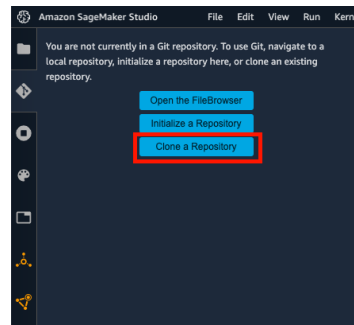 Amazon SageMaker Studio File Edit View Run Kern
You are not currently in a Git repository. To use Git, navigate to a
local repository, initialize a repository here, or clone an existing
repository.
Open the FileBrowser
Initialize a Repository
Clone a Repository